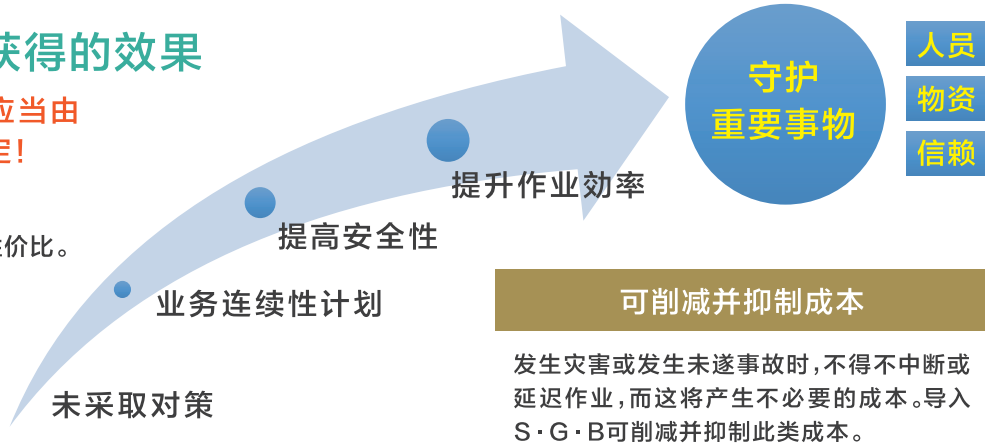 获得的效果
应当由
定！
性价比。
未采取对策
业务连续性计划
提高安全性
提升作业効率
守护
重要事物
人员
物资
信赖
可削减并抑制成本
发生灾害或发生未遂事故时，不得不中断或
延迟作业，而这将产生不必要的成本。导入
S・G・B可削减并抑制此类成本。